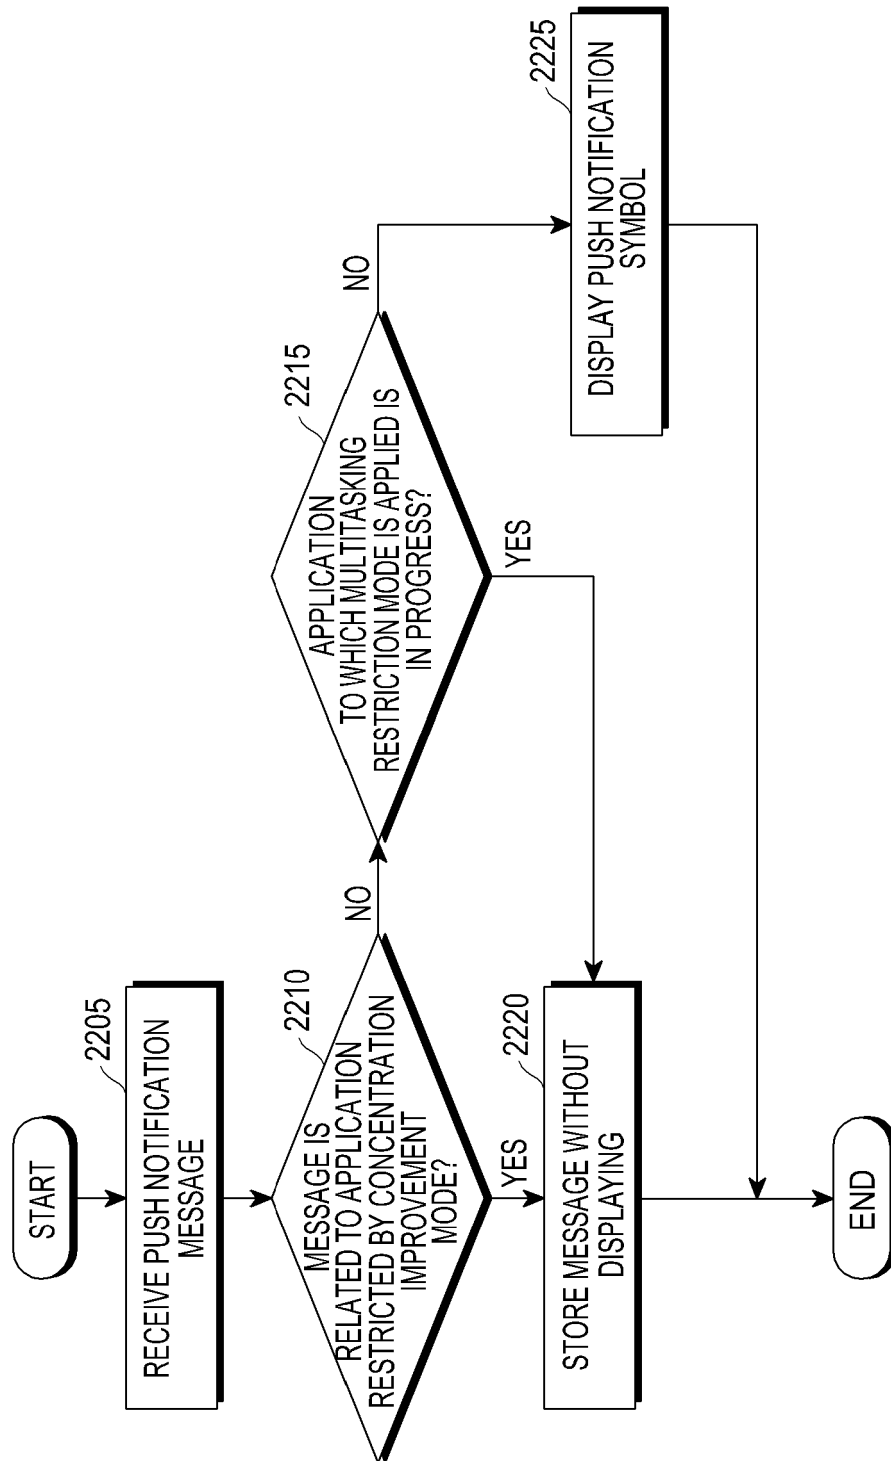 START
2205
RECEIVE PUSH NOTIFICATION
MESSAGE
2210
MESSAGE IS
RELATED TO APPLICATION
RESTRICTED BY CONCENTRATION
IMPROVEMENT
MODE?
NO
YES
2215
APPLICATION
TO WHICH MULTITASKING
RESTRICTION MODE IS APPLIED IS
IN PROGRESS?
NO
YES
2220
STORE MESSAGE WITHOUT
DISPLAYING
2225
DISPLAY PUSH NOTIFICATION
SYMBOL
END